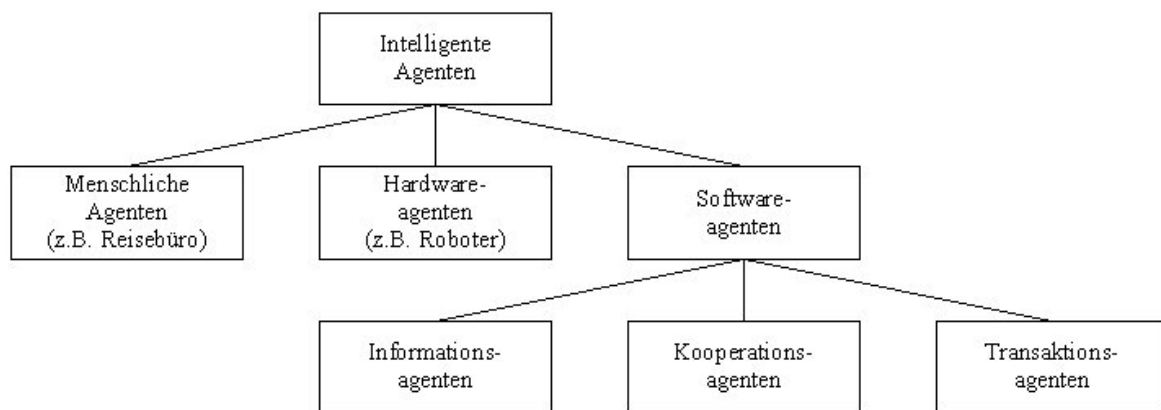 Intelligente
Agenten
Menschliche
Agenten
(z.B. Reisebüro)
Hardware-
agenten
(z.B. Roboter)
Software-
agenten
Informations-
agenten
Kooperations-
agenten
Transaktions-
agenten